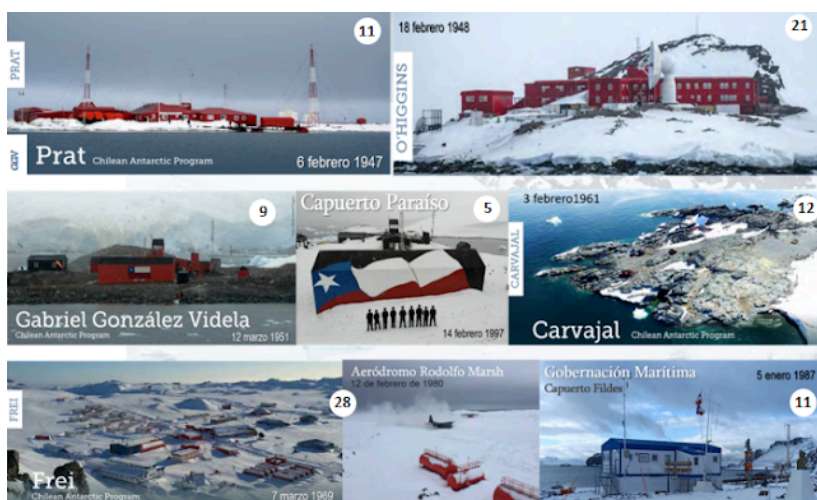 PRAT
aav
11
Prat Chilean Antarctic Program
6 febrero 1947
18 febrero 1948
21
O'HIGGINS
9
Gabriel González Videla
Chilean Antarctic Program
12 marzo 1951
Capuerto Paraíso
5
14 febrero 1997
3 febrero1961
12
CARVAJAL
Carvajal Chilean Antarctic Program
FREI
28
Frei
Chilean Antarctic Program
7 marzo 1969
Aeródromo Rodolfo Marsh
12 de febrero de 1980
Gobernación Marítima
Capuerto Fildes 1
5 enero 1987
11